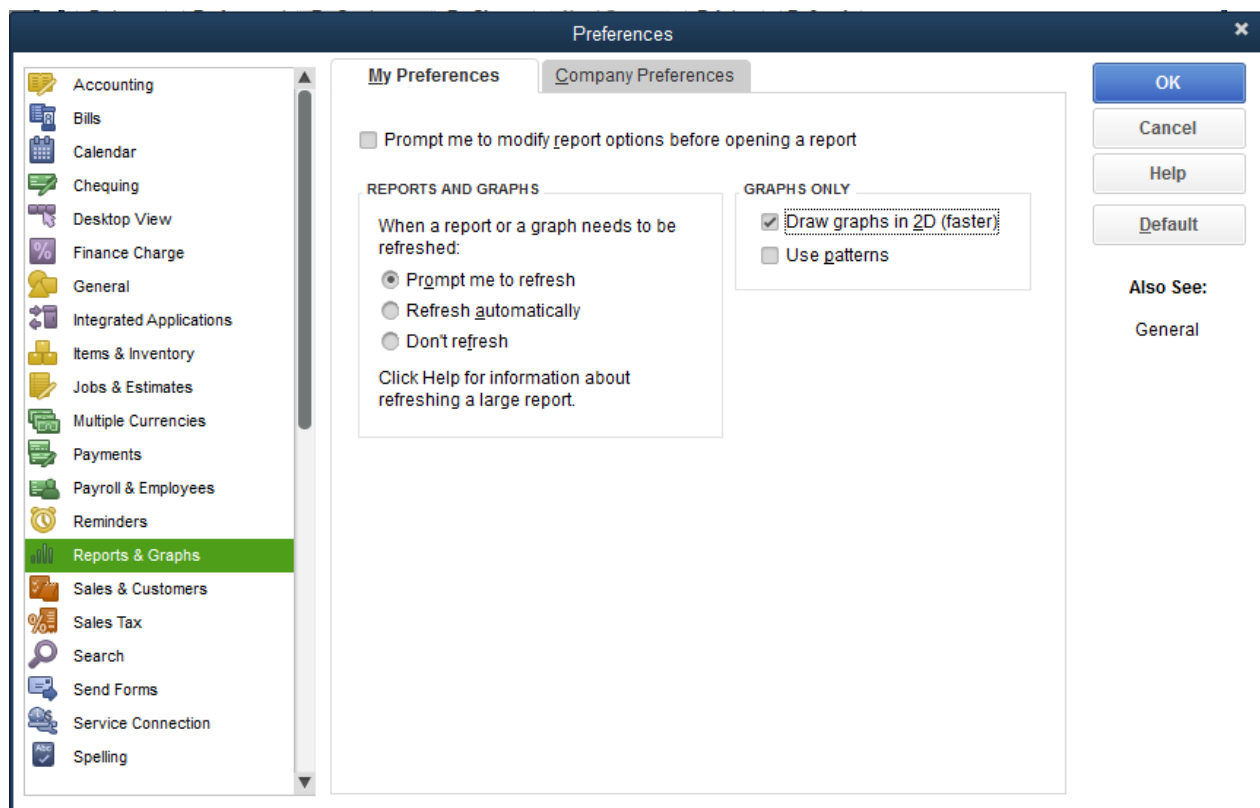 Preferences
Accounting
Bills
Calendar
Chequing
Desktop View
Finance Charge
General
Integrated Applications
Items & Inventory
Jobs & Estimates
Multiple Currencies
Payments
Payroll & Employees
Reminders
Reports & Graphs
Sales & Customers
Sales Tax
Search
Send Forms
Service Connection
Spelling
My Preferences
Company Preferences
Prompt me to modify report options before opening a report
REPORTS AND GRAPHS
When a report or a graph needs to be
refreshed:
Prompt me to refresh
Refresh automatically
Don't refresh
Click Help for information about
refreshing a large report.
GRAPHS ONLY
Draw graphs in 2D (faster)
Use patterns
OK
Cancel
Help
Default
Also See:
General